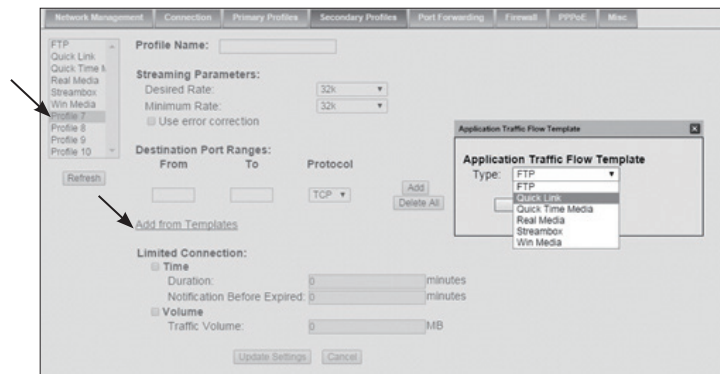 Network Management Connection Primary Profiles Secondary Profiles Port Forwarding Firewall PPPoE Misc
FTP
Quick Link
Quick Time M
Real Media
Streambox
Win Media
Profile 7
Profile 8
Profile 9
Profile 10
Refresh
Profile Name:
Streaming Parameters:
Desired Rate: 32k
Minimum Rate: 32k
Use error correction
Destination Port Ranges:
From To Protocol
TCP
Add
Delete All
Add from Templates
Limited Connection:
Time
Duration: 0 minutes
Notification Before Expired: 0 minutes
Volume
Traffic Volume: 0 MB
Update Settings Cancel
Application Traffic Flow Template
Application Traffic Flow Template
Type: FTP
FTP
Quick Link
Quick Time Media
Real Media
Streambox
Win Media